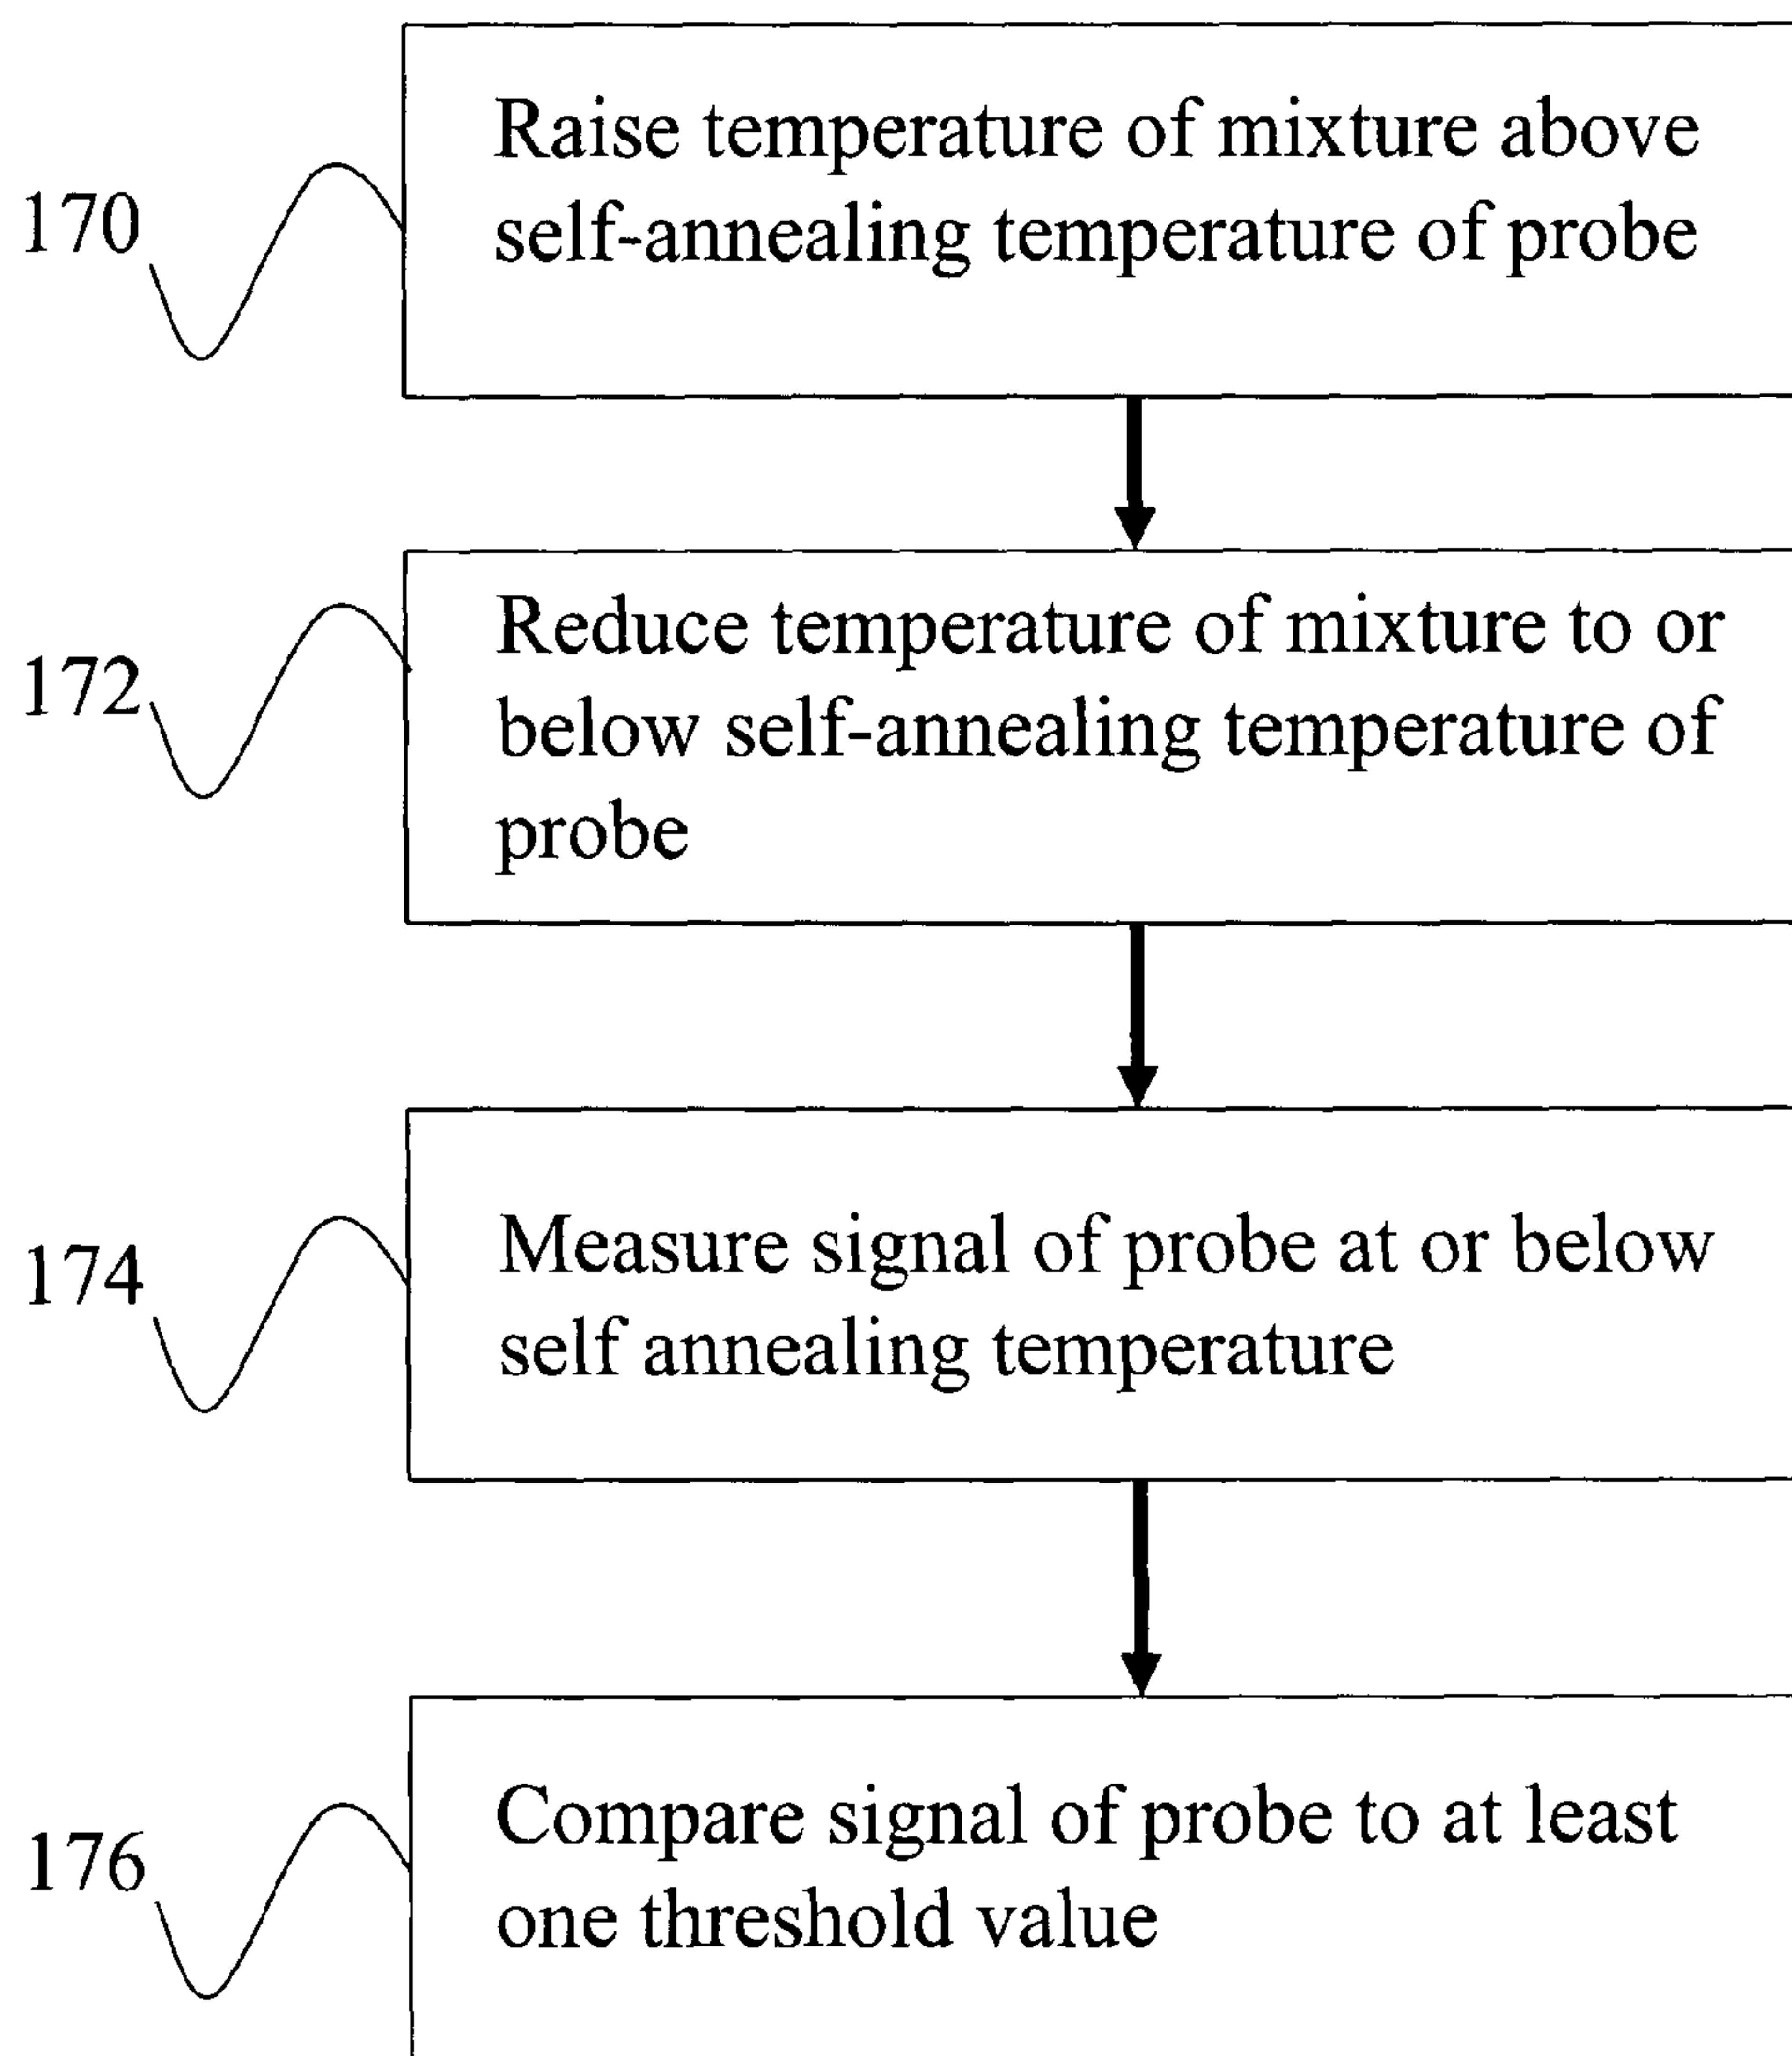 170
Raise temperature of mixture above
self-annealing temperature of probe
172
Reduce temperature of mixture to or
below self-annealing temperature of
probe
174
Measure signal of probe at or below
self annealing temperature
176
Compare signal of probe to at least
one threshold value